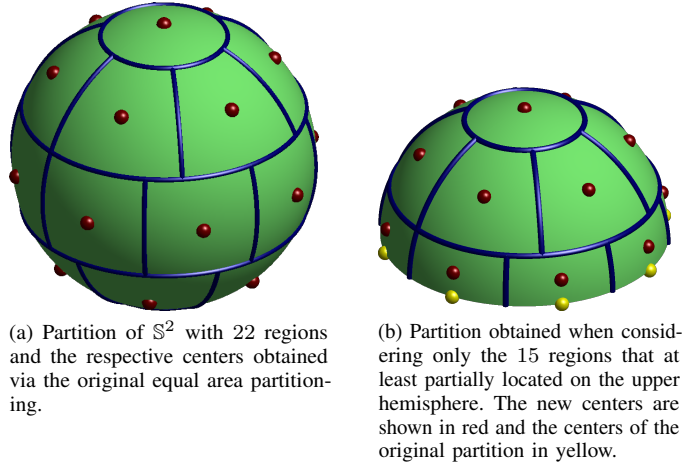 (a) Partition of 𝕊² with 22 regions
and the respective centers obtained
via the original equal area partition-
ing.
(b) Partition obtained when consid-
ering only the 15 regions that at
least partially located on the upper
hemisphere. The new centers are
shown in red and the centers of the
original partition in yellow.